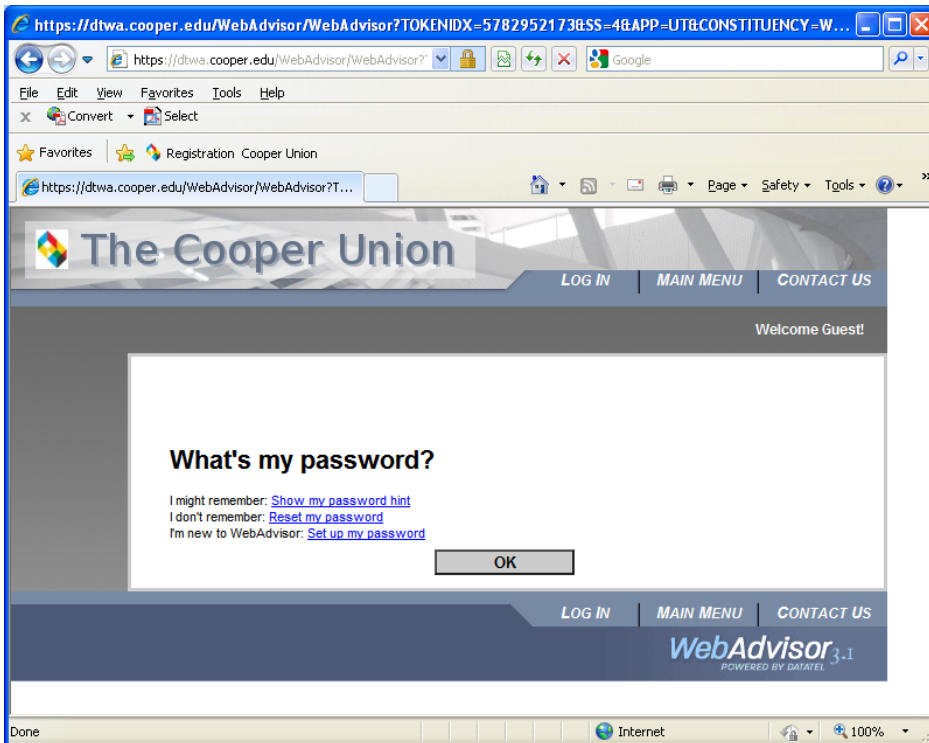 https://dtwa.cooper.edu/WebAdvisor/WebAdvisor?TOKENIDX=5782952173&SS=4&APP=UT&CONSTITUENCY=W...
https://dtwa.cooper.edu/WebAdvisor/WebAdvisor?
Google
File Edit View Favorites Tools Help
x Convert Select
Favorites Registration Cooper Union
https://dtwa.cooper.edu/WebAdvisor/WebAdvisor?T...
Page Safety Tools »
The Cooper Union
LOG IN MAIN MENU CONTACT US
Welcome Guest!
What's my password?
I might remember: Show my password hint
I don't remember: Reset my password
I'm new to WebAdvisor: Set up my password
OK
LOG IN MAIN MENU CONTACT US
WebAdvisor 3.1
POWERED BY DATATEL
Done Internet 100%